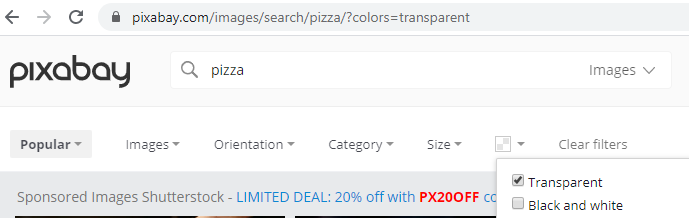 pixabay.com/images/search/pizza/?colors=transparent
pixabay
pizza
Images
Popular Images Orientation Category Size Clear filters
Transparent
Black and white
Sponsored Images Shutterstock - LIMITED DEAL: 20% off with PX20OFF